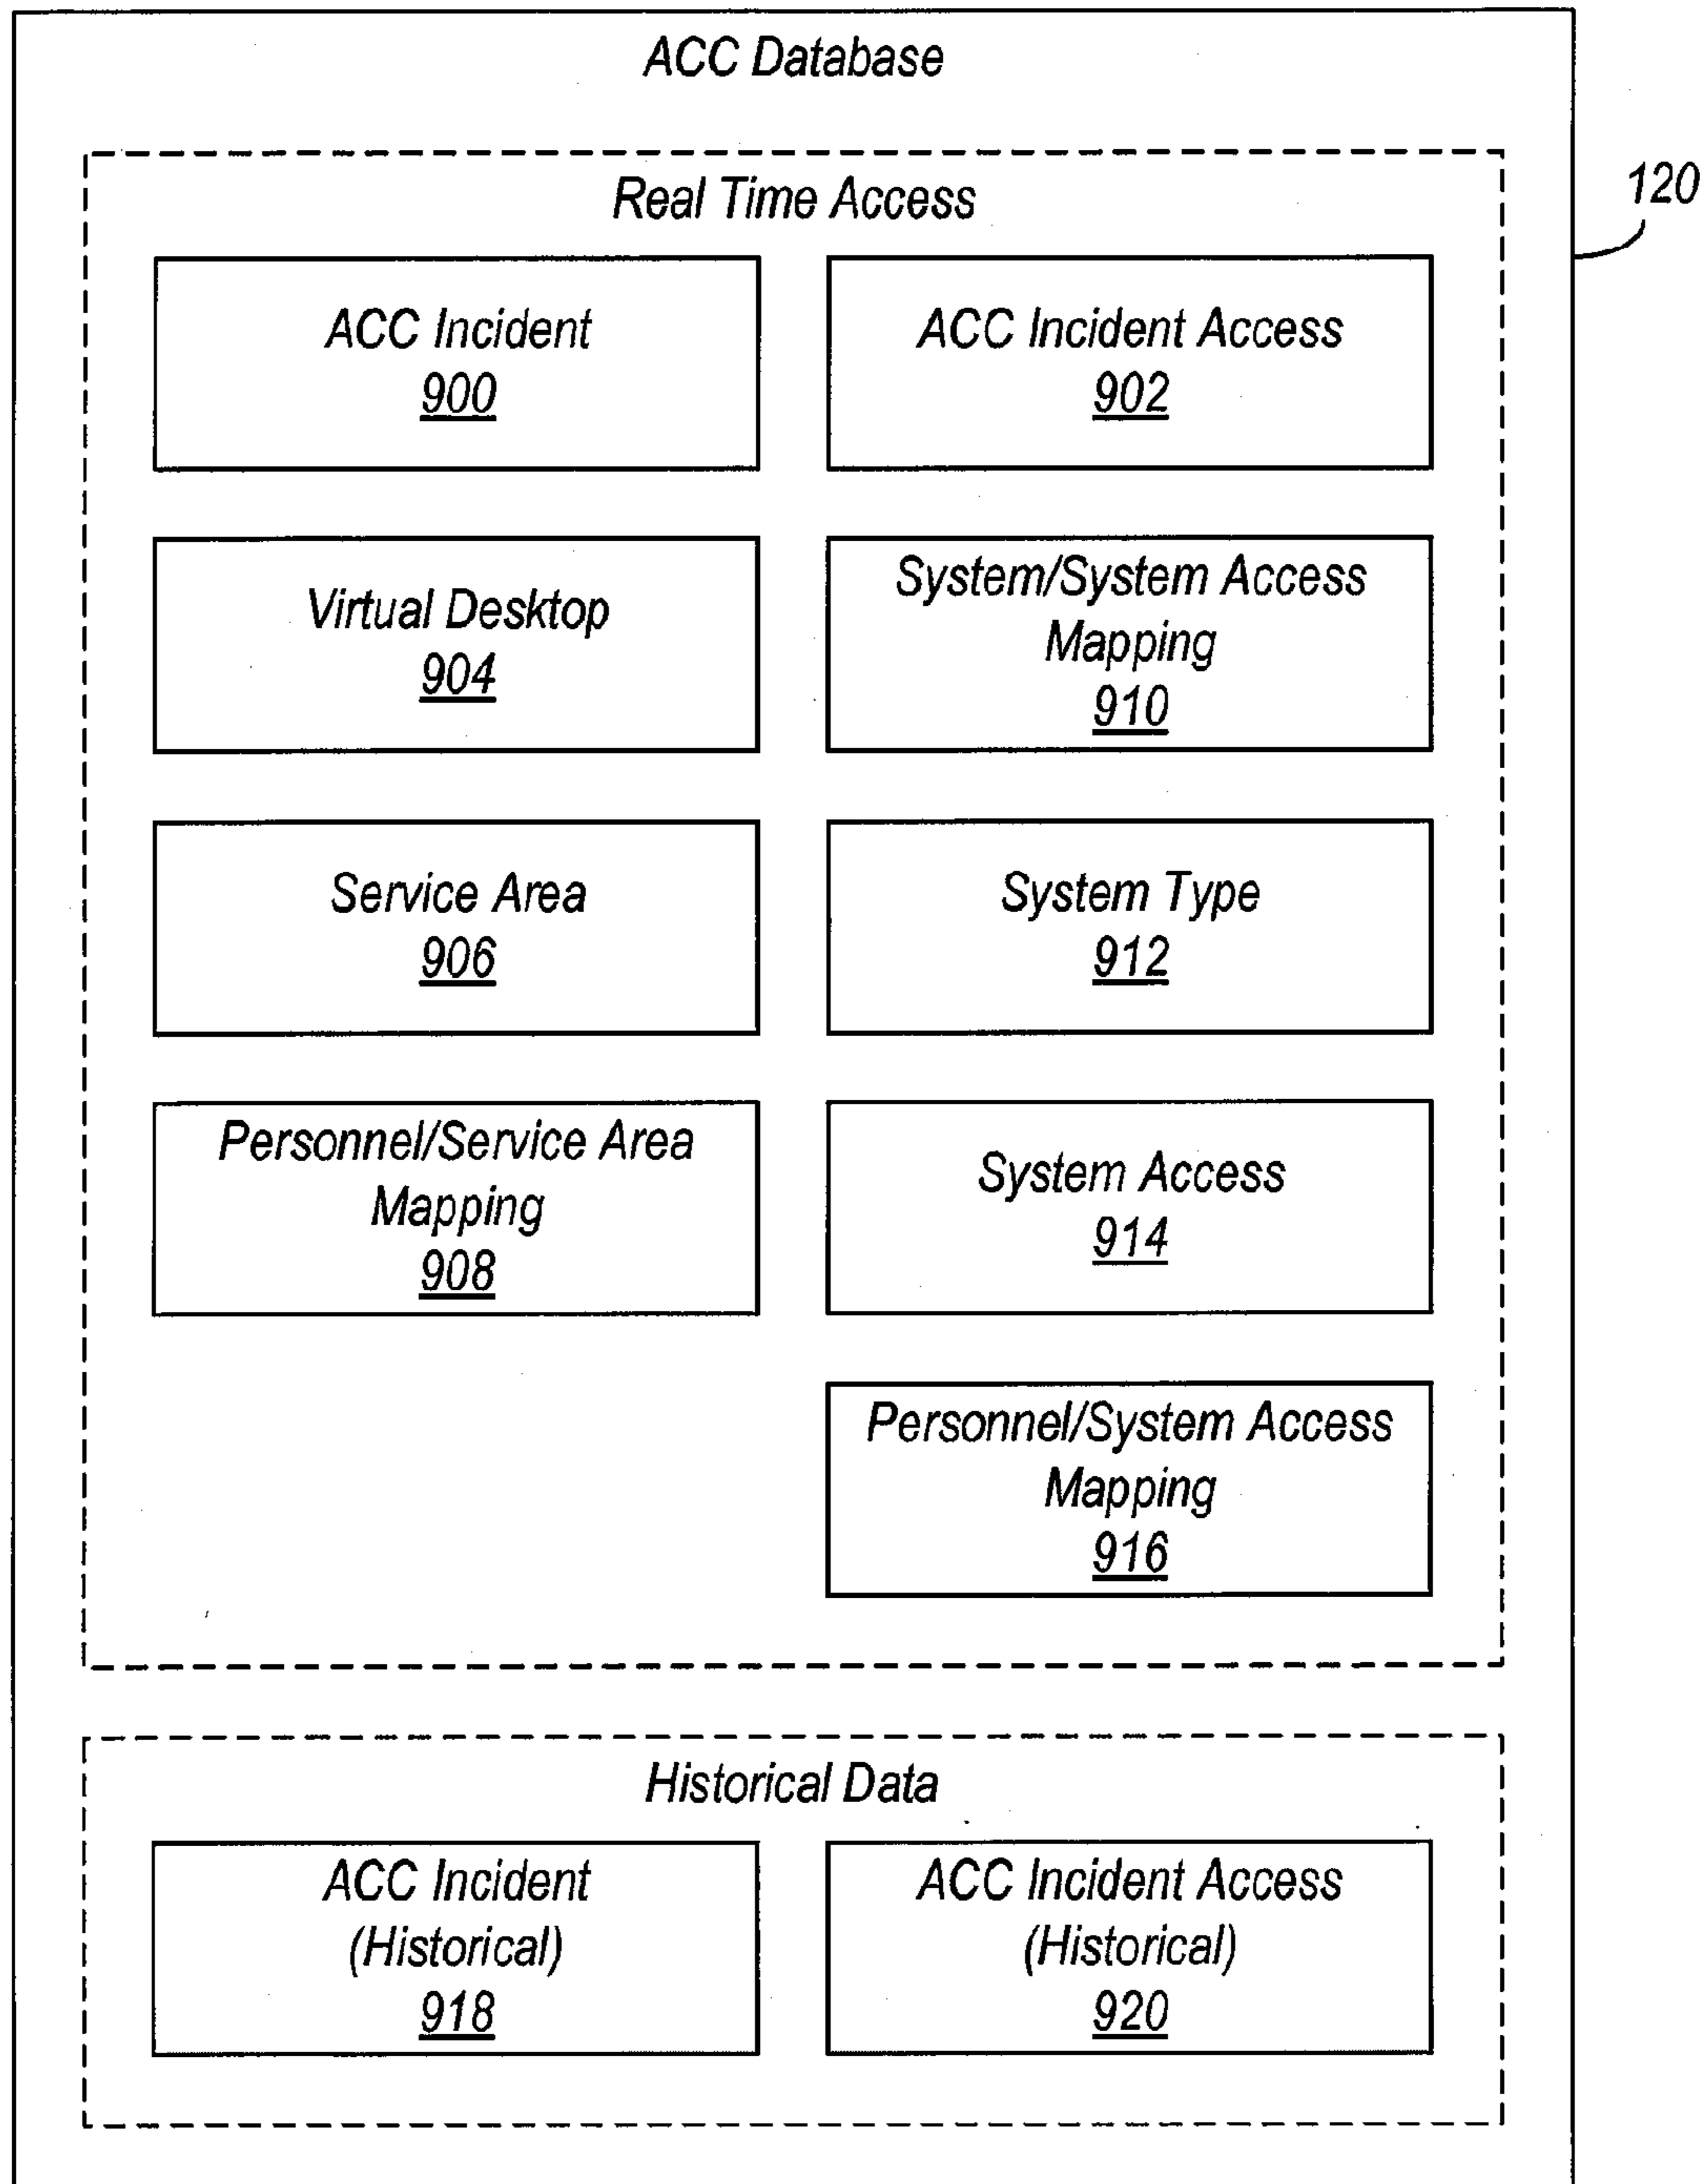 ACC Database
120
Real Time Access
ACC Incident
900
ACC Incident Access
902
Virtual Desktop
904
System/System Access
Mapping
910
Service Area
906
System Type
912
Personnel/Service Area
Mapping
908
System Access
914
Personnel/System Access
Mapping
916
Historical Data
ACC Incident
(Historical)
918
ACC Incident Access
(Historical)
920